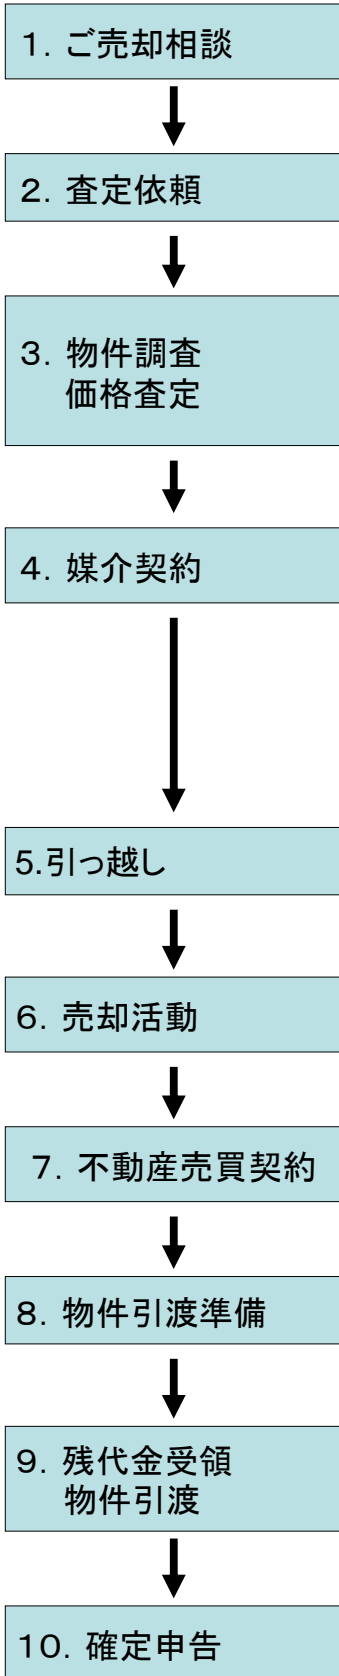 １．ご売却相談
２．査定依頼
３．物件調査
価格査定
４．媒介契約
5.引っ越し
６．売却活動
７．不動産売買契約
８．物件引渡準備
９．残代金受領
物件引渡
１０．確定申告